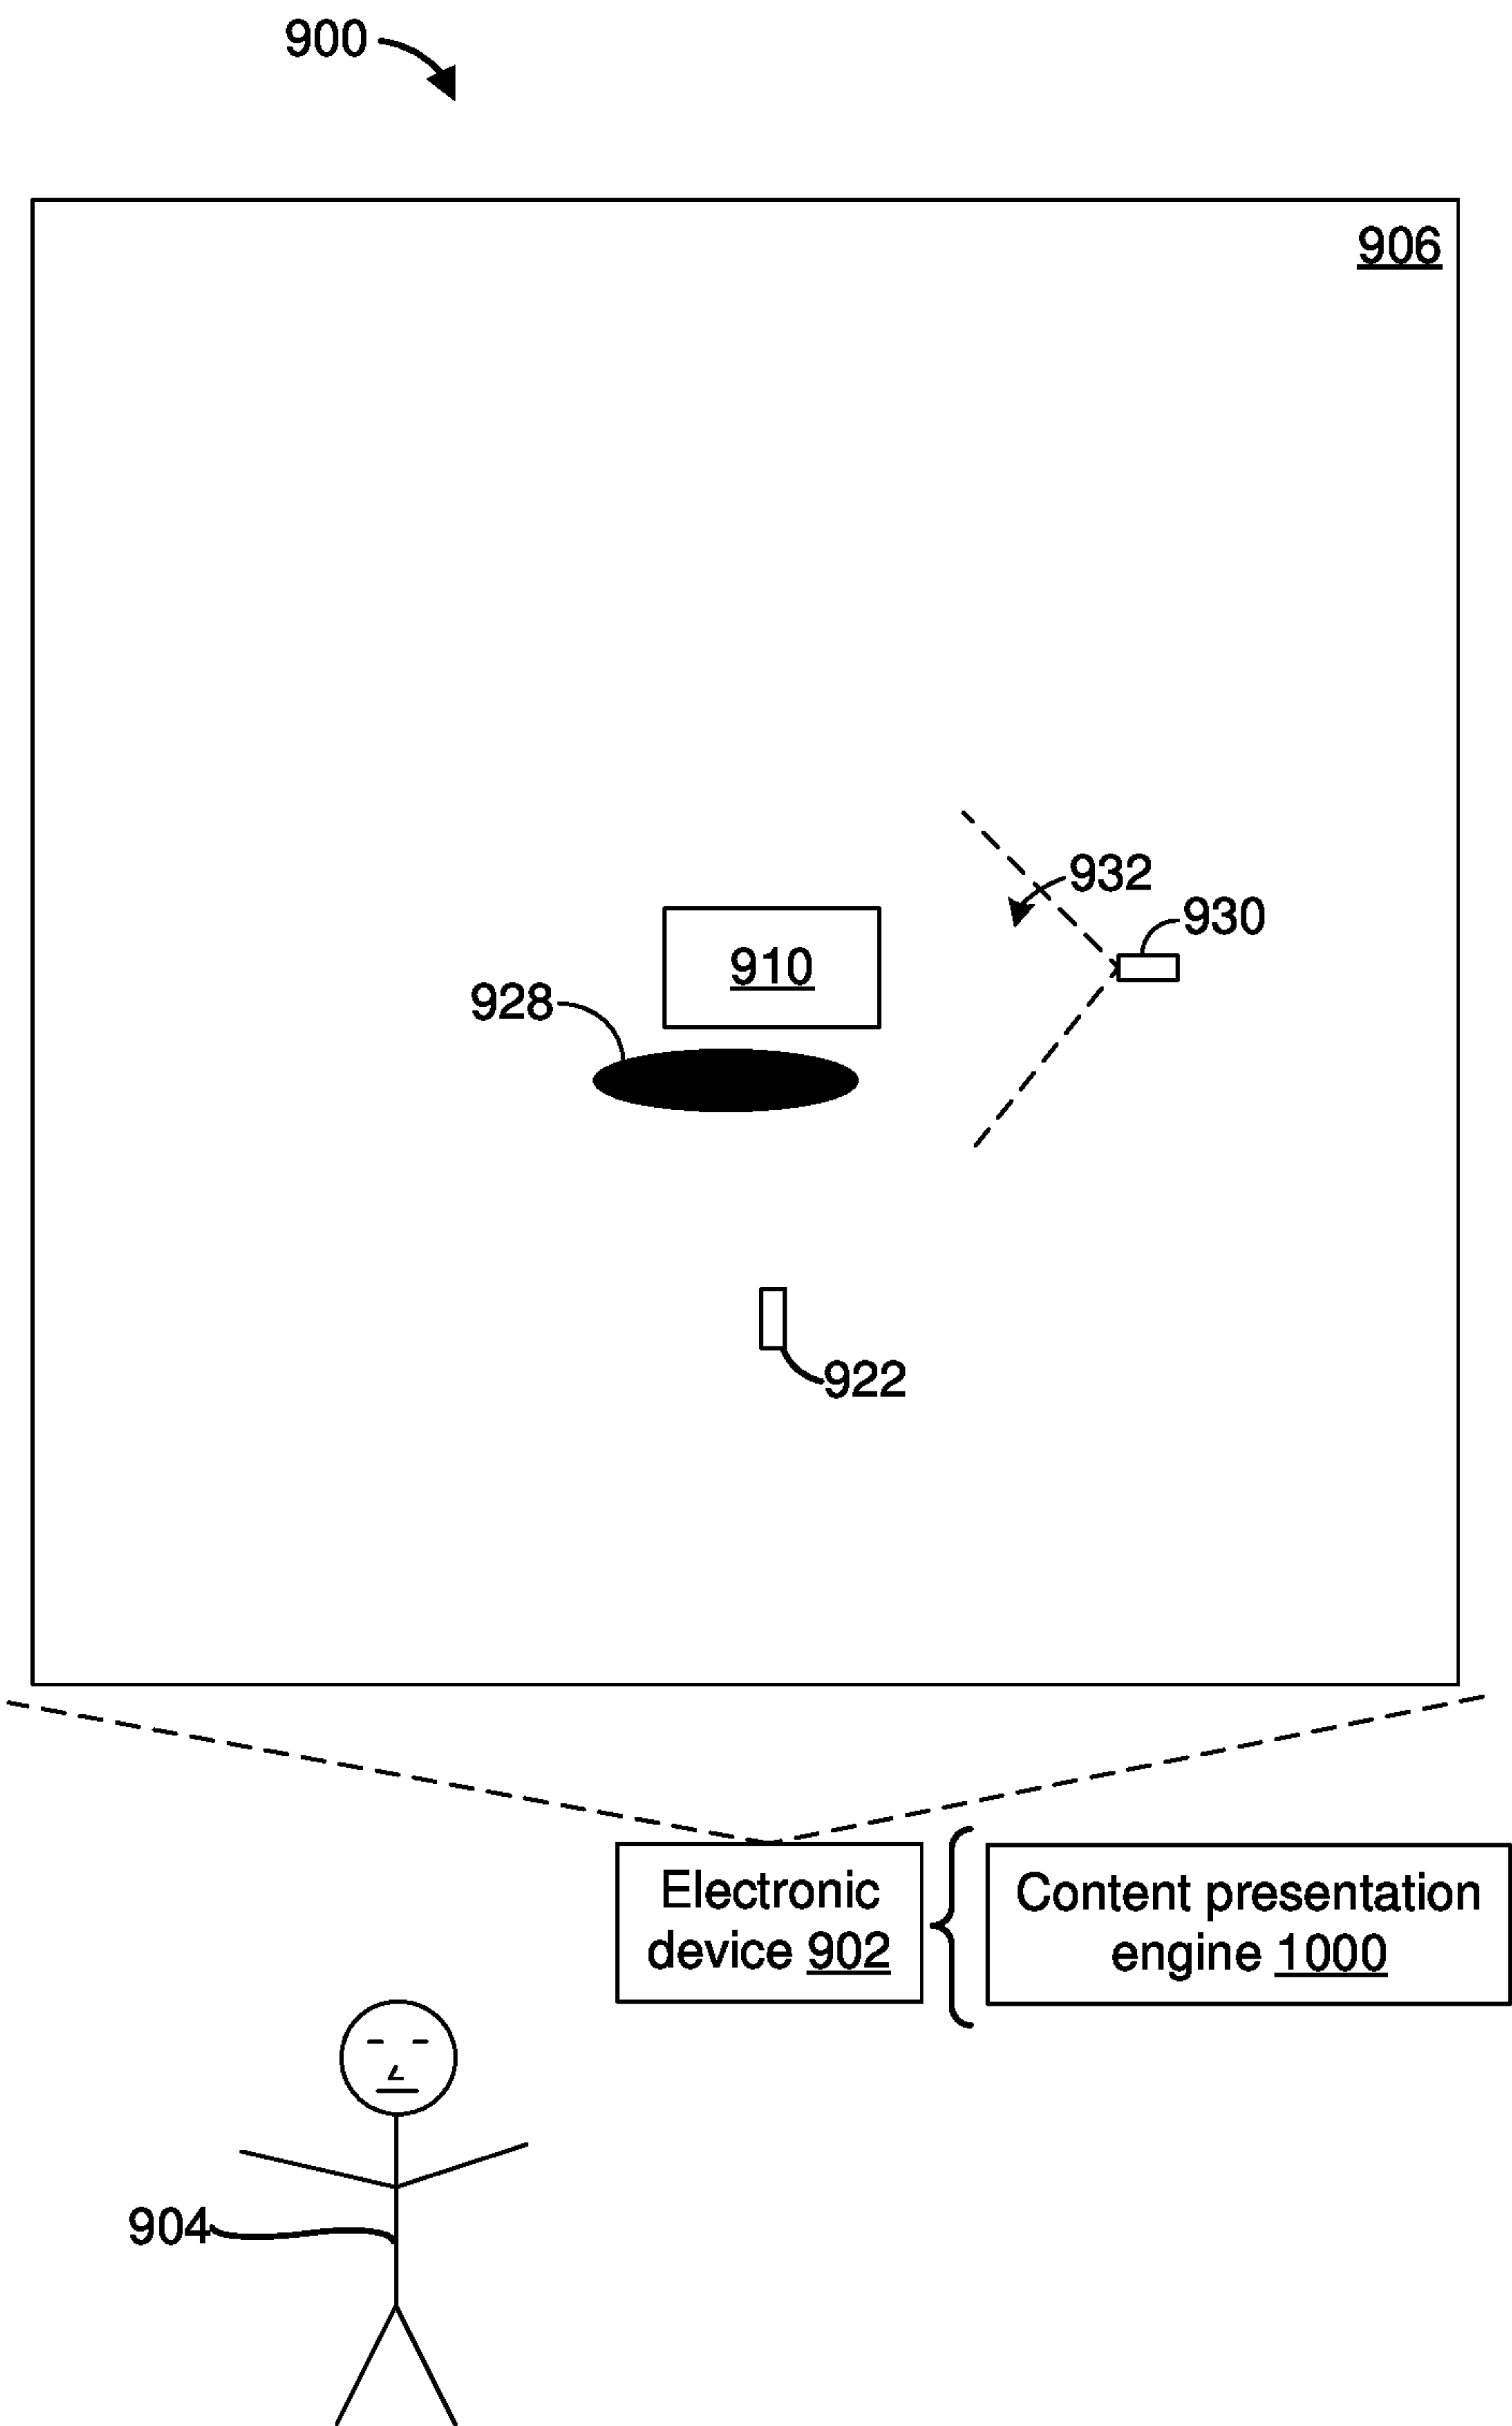 900
906
932
930
910
928
922
Electronic
device 902
Content presentation
engine 1000
904